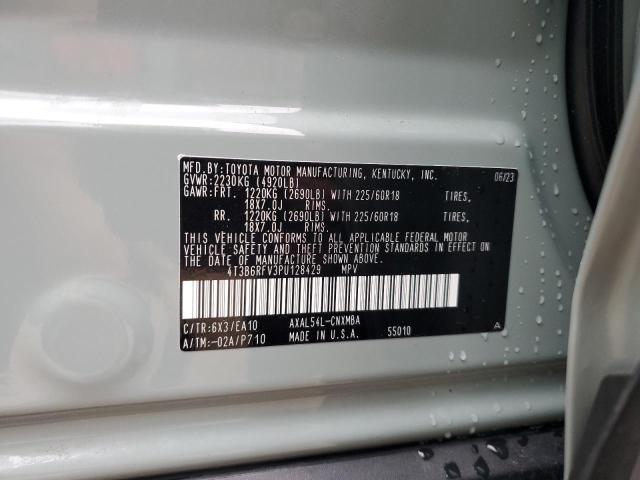 MFD.BY:TOYOTA MOTOR MANUFACTURING, KENTUCKY, INC. 06/23
GVWR:2230KG (4920LB)
GAWR:FRT. 1220KG (2690LB) WITH 225/60R18 TIRES,
18X7.0J RIMS.
RR. 1220KG (2690LB) WITH 225/60R18 TIRES,
18X7.0J RIMS.
THIS VEHICLE CONFORMS TO ALL APPLICABLE FEDERAL MOTOR
VEHICLE SAFETY AND THEFT PREVENTION STANDARDS IN EFFECT ON
THE DATE OF MANUFACTURE SHOWN ABOVE.
4T3B6RFV3PU128429 MPV
C/TR:6X3/EA10 AXAL54L-CNXMBA A
A/TM:-02A/P710 MADE IN U.S.A. 55010